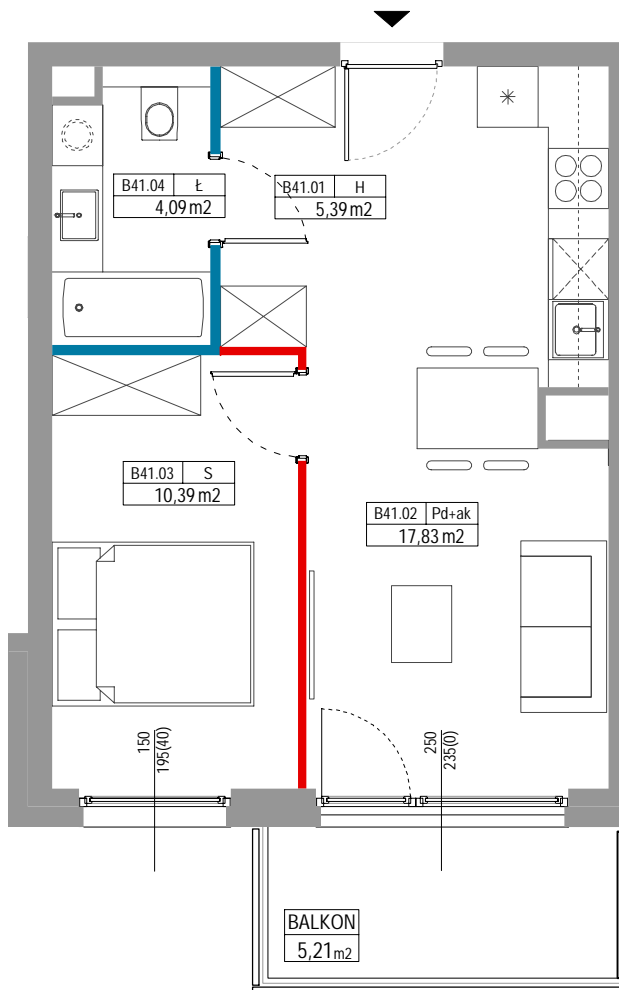 B41.04 Ł
4,09 m2
B41.01 H
5,39 m2
B41.03 S
10,39 m2
B41.02 Pd+ak
17,83 m2
150
195(40)
250
235(0)
BALKON
5,21 m2